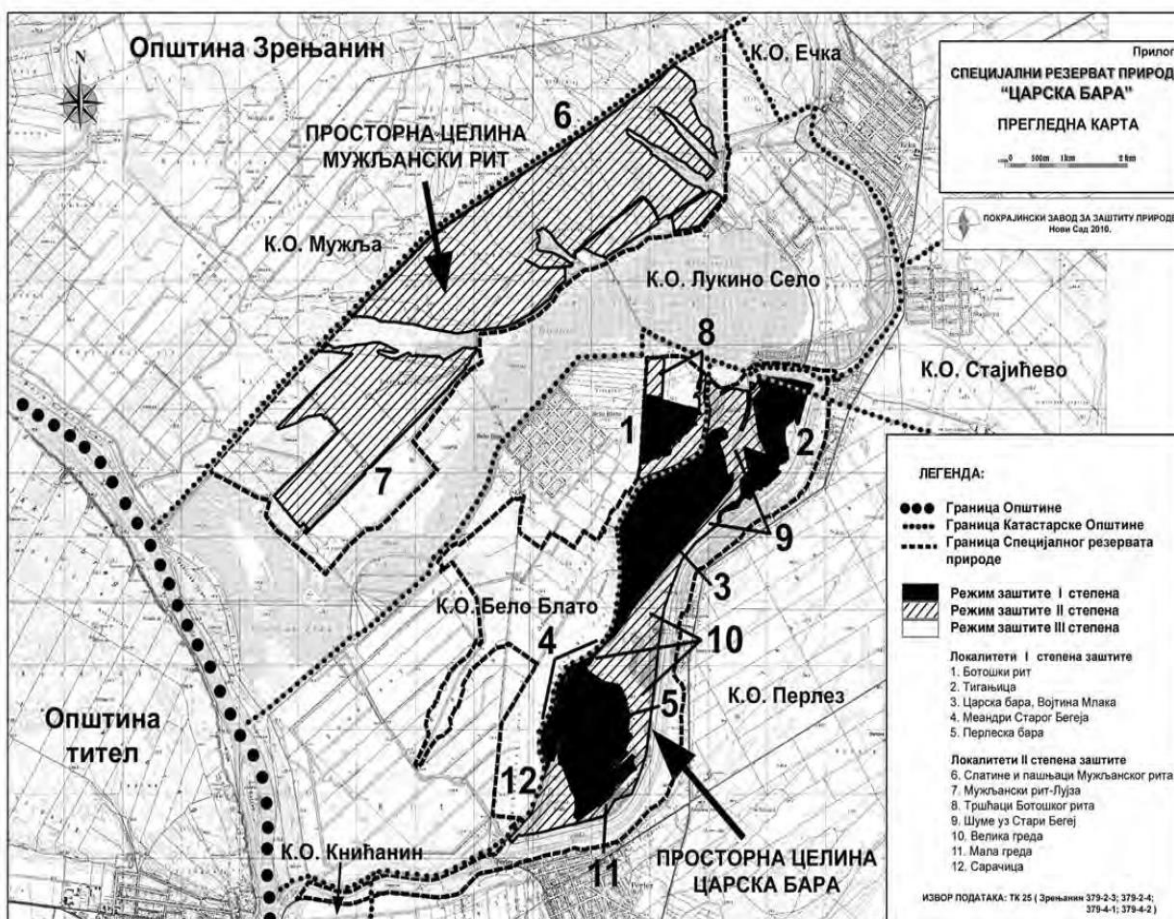 Општина Зрењанин
К.О. Ечка
Прилог
СПЕЦИЈАЛНИ РЕЗЕРВАТ ПРИРОДЕ
“ЦАРСКА БАРА”
ПРЕГЛЕДНА КАРТА
0 500m 1km 2 km
ПОКРАЈИНСКИ ЗАВОД ЗА ЗАШТИТУ ПРИРОДЕ
Нови Сад 2010.
N
6
ПРОСТОРНА ЦЕЛИНА
МУЖЉАНСКИ РИТ
К.О. Мужља
К.О. Лукино Село
8
К.О. Стајићево
1
2
7
9
3
К.О. Бело Блато
4
10
К.О. Перлез
5
Општина
тител
12
К.О. Книћанин
11
ПРОСТОРНА ЦЕЛИНА
ЦАРСКА БАРА
ЛЕГЕНДА:
Граница Општине
Граница Катастарске Општине
Граница Специјалног резервата
природе
Режим заштите I степена
Режим заштите II степена
Режим заштите III степена
Локалитети I степена заштите
1. Ботошки рит
2. Тигањица
3. Царска бара, Војтина Млака
4. Меандри Старог Бегеја
5. Перлеска бара
Локалитети II степена заштите
6. Слатине и пашњаци Мужљанског рита
7. Мужљански рит-Лујза
8. Тршћаци Ботошког рита
9. Шуме уз Стари Бегеј
10. Велика греда
11. Мала греда
12. Сарачица
ИЗВОР ПОДАТАКА: ТК 25 ( Зрењанин 379-2-3; 379-2-4;
379-4-1; 379-4-2 )